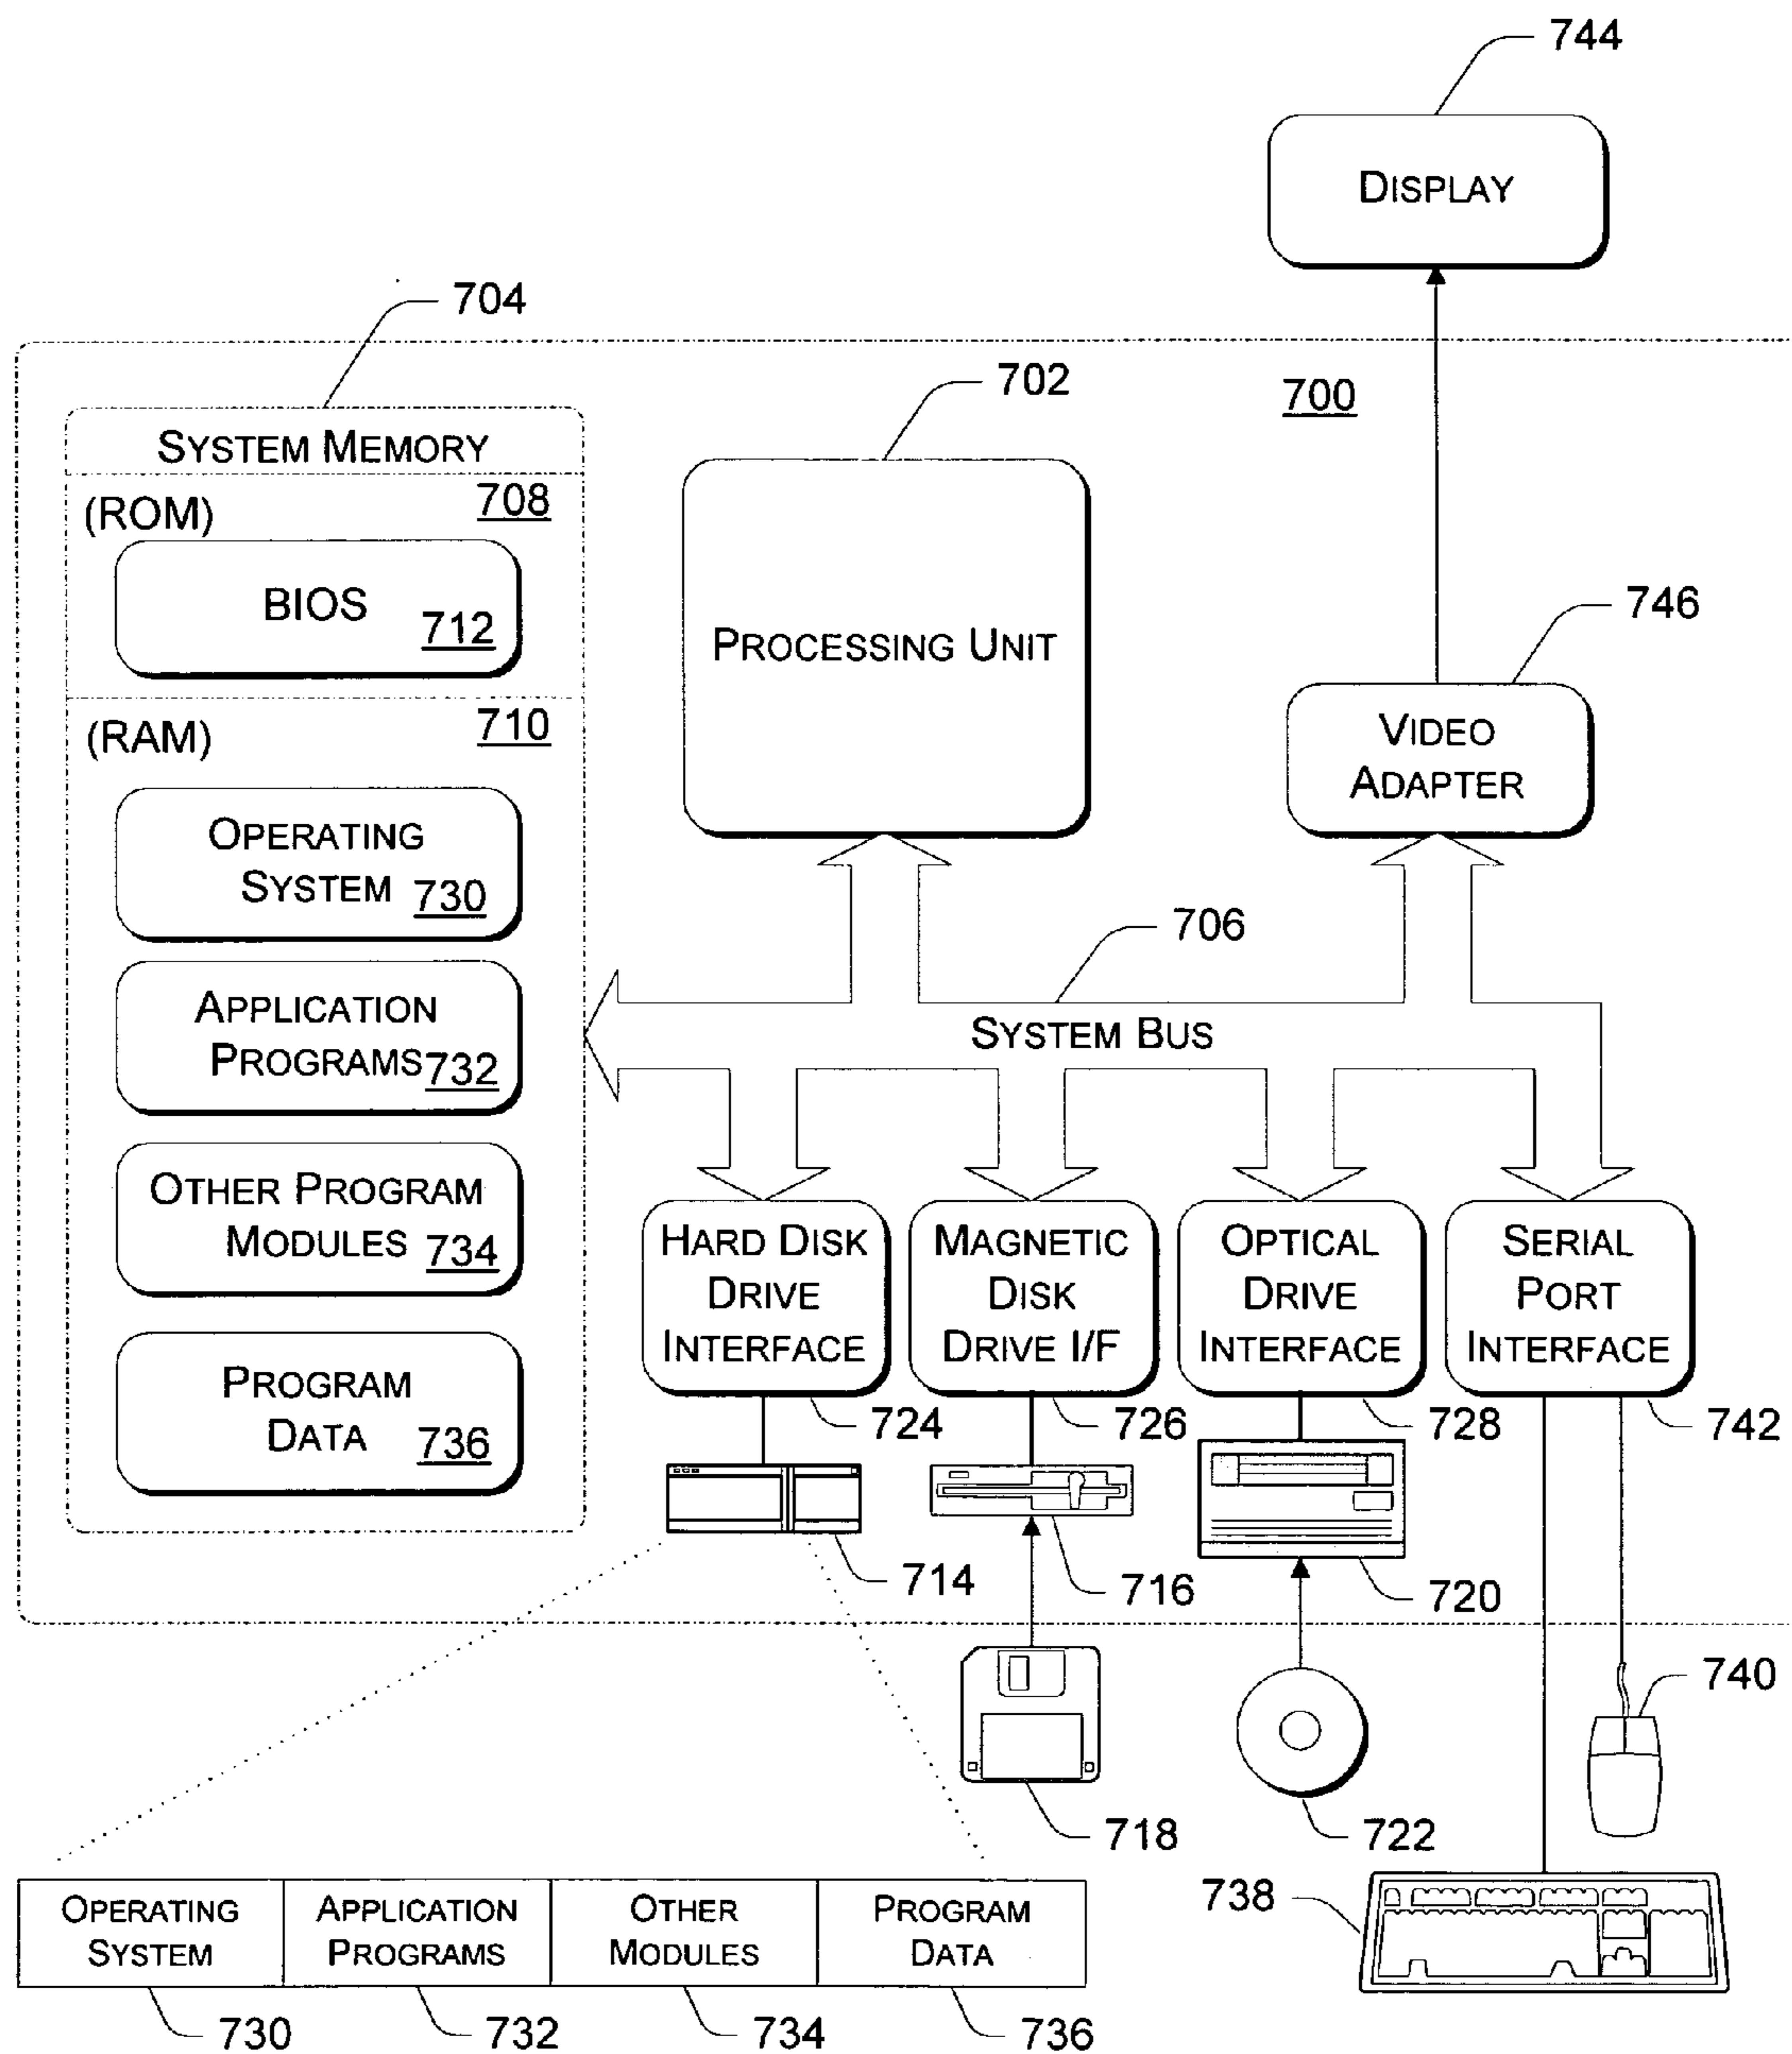 744
DISPLAY
704
702
700
SYSTEM MEMORY
(ROM)
708
BIOS
712
PROCESSING UNIT
746
VIDEO
ADAPTER
(RAM)
710
OPERATING
SYSTEM
730
706
APPLICATION
PROGRAMS
732
SYSTEM BUS
OTHER PROGRAM
MODULES
734
PROGRAM
DATA
736
HARD DISK
DRIVE
INTERFACE
MAGNETIC
DISK
DRIVE I/F
OPTICAL
DRIVE
INTERFACE
SERIAL
PORT
INTERFACE
724
726
728
742
714
716
720
740
718
722
738
OPERATING
SYSTEM
APPLICATION
PROGRAMS
OTHER
MODULES
PROGRAM
DATA
730
732
734
736